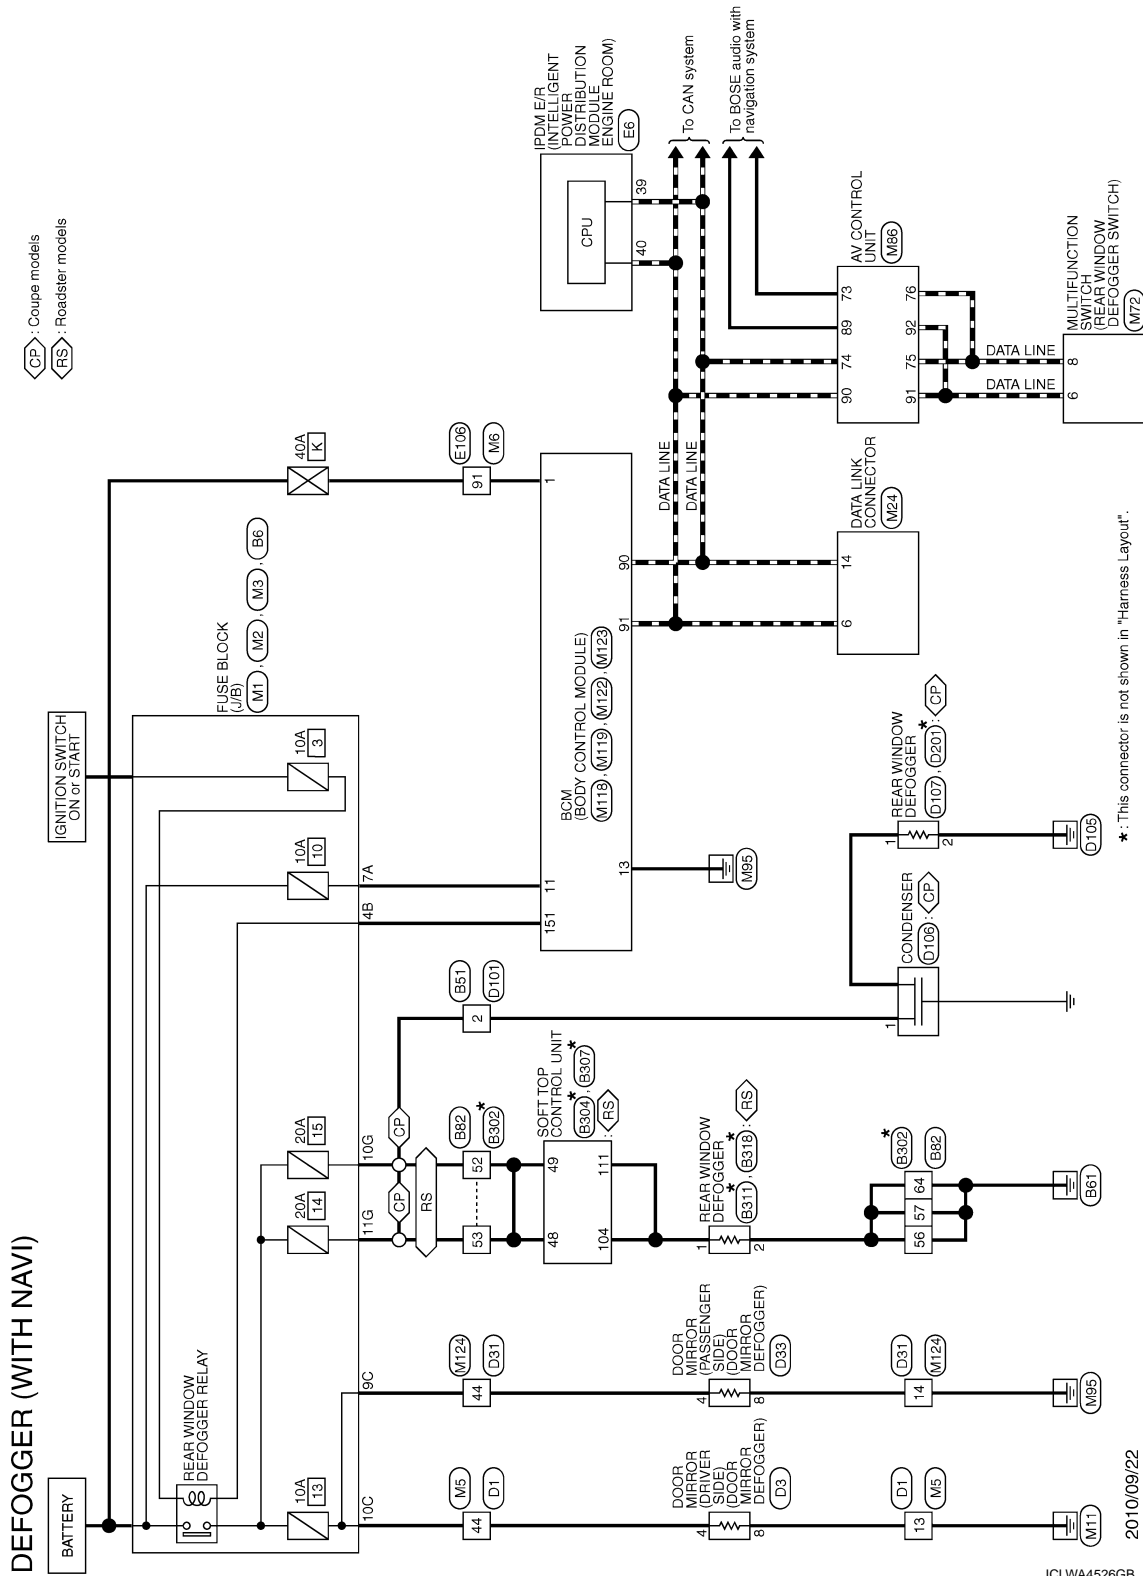 DEFOGGER (WITH NAVI)
BATTERY
IGNITION SWITCH
ON or START
CP : Coupe models
RS : Roadster models
REAR WINDOW
DEFOGGER RELAY
10A
13
20A
14
20A
15
10A
10
10A
3
FUSE BLOCK
(J/B)
M1 , M2 , M3 , B6
40A
K
10C
9C
11G
10G
4B
7A
CP
CP
RS
44
M5
D1
44
M124
D31
53
52
B82
B302 *
2
B51
D101
91
E106
M6
48
49
SOFT TOP
CONTROL UNIT
B304 * , B307 *
: RS
104
111
151
11
1
BCM
(BODY CONTROL MODULE)
M118 , M119 , M122 , M123
13
91
90
M95
IPDM E/R
(INTELLIGENT
POWER
DISTRIBUTION
MODULE
ENGINE ROOM)
E6
CPU
40
39
DATA LINE
DATA LINE
To CAN system
To BOSE audio with
navigation system
4
8
DOOR
MIRROR
(DRIVER
SIDE)
(DOOR
MIRROR
DEFOGGER)
D3
4
8
DOOR
MIRROR
(PASSENGER
SIDE)
(DOOR
MIRROR
DEFOGGER)
D33
1
2
REAR WINDOW
DEFOGGER
B311 * , B318 * : RS
1
CONDENSER
D106 : CP
1
2
REAR WINDOW
DEFOGGER
D107 , D201 * : CP
6
14
DATA LINK
CONNECTOR
M24
90
74
89
73
AV CONTROL
UNIT
M86
91
75
92
76
DATA LINE
DATA LINE
6
8
MULTIFUNCTION
SWITCH
(REAR WINDOW
DEFOGGER SWITCH)
M72
13
D1
M5
14
D31
M124
56
57
64
B302 *
B82
M11
M95
B61
D105
* : This connector is not shown in "Harness Layout".
2010/09/22
JCLWA4526GB